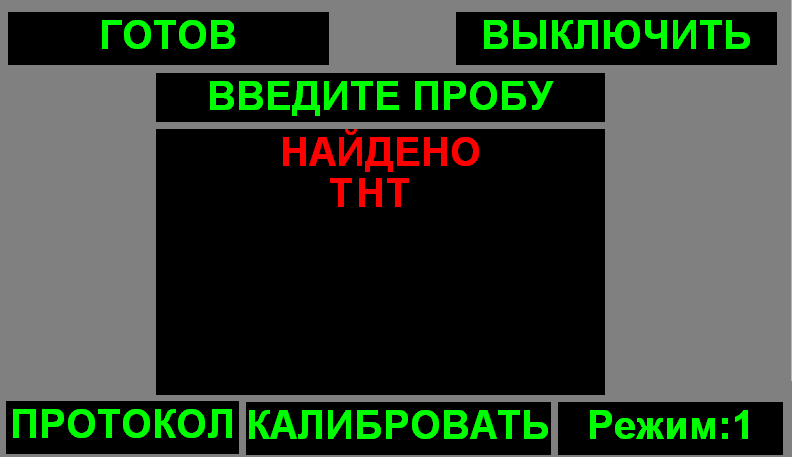 ГОТОВ
ВЫКЛЮЧИТЬ
ВВЕДИТЕ ПРОБУ
НАЙДЕНО
ТНТ
ПРОТОКОЛ
КАЛИБРОВАТЬ
Режим:1